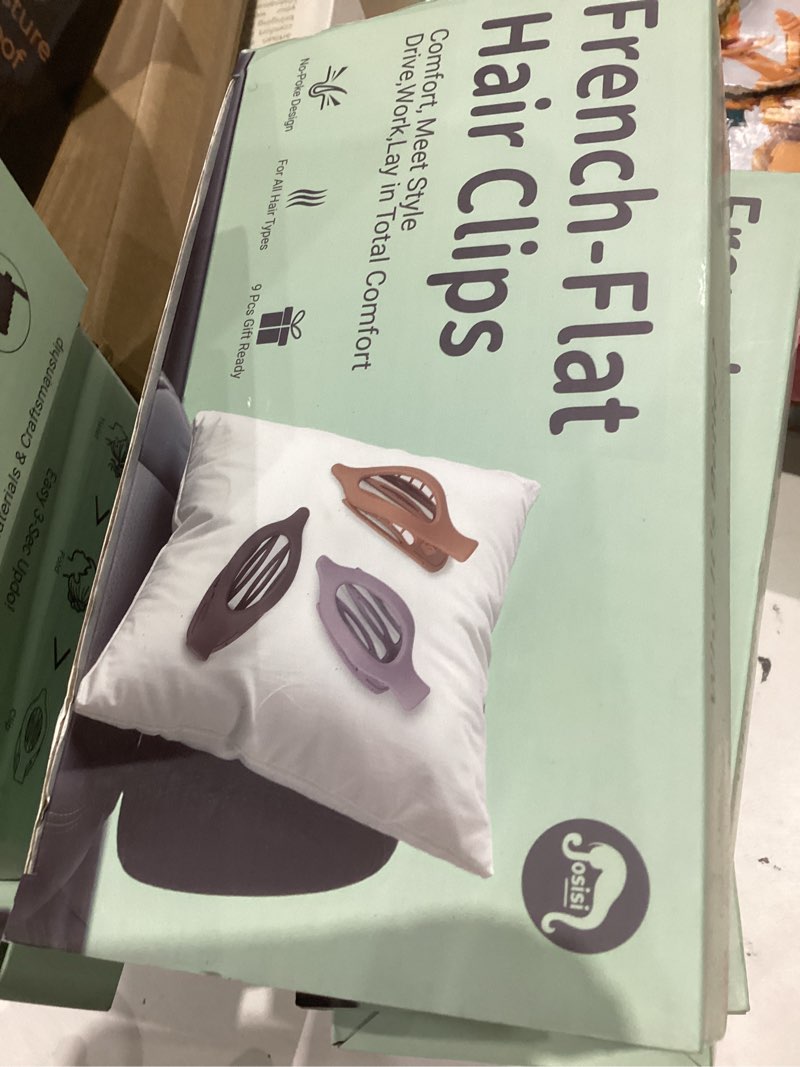 French-Flat
Hair Clips
Comfort, Meet Style
Drive,Work,Lay in Total Comfort
No-Poke Design
For All Hair Types
9 Pcs Gift Ready
Josisi
& Craftsmanship
Easy 3-Sec Updo!
Clip